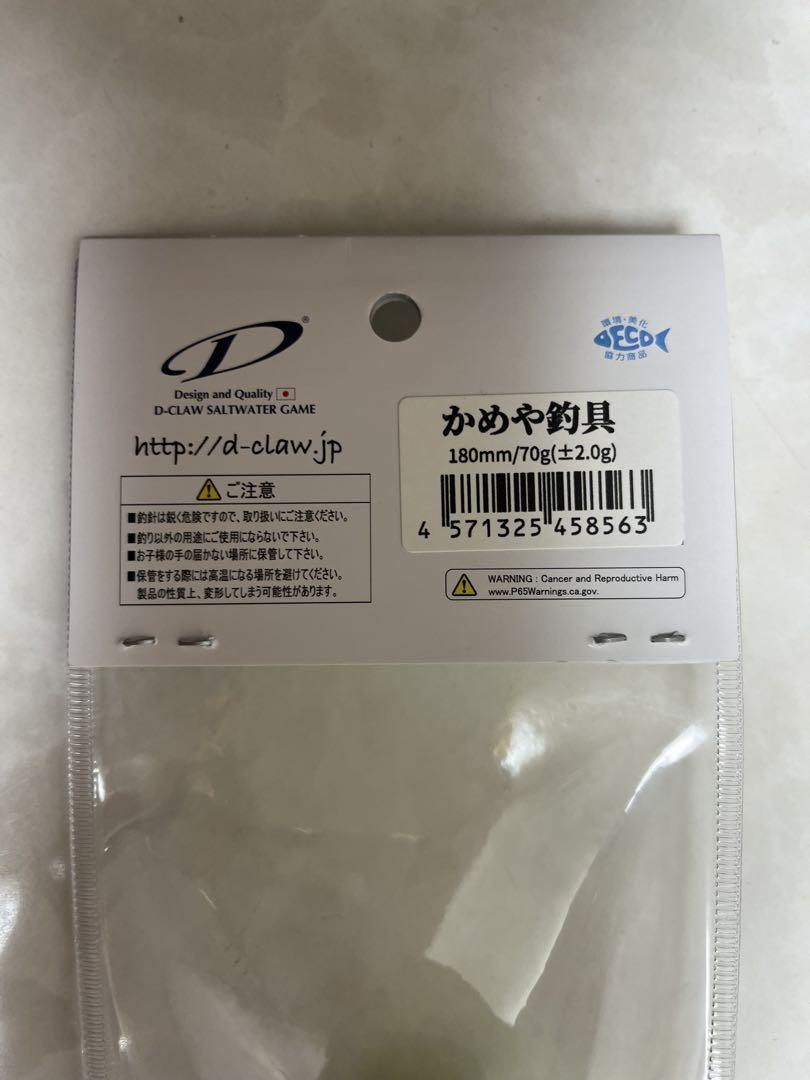 D®
Design and Quality
D-CLAW SALTWATER GAME
http://d-claw.jp
ご注意
■釣針は鋭く危険ですので、取り扱いにご注意ください。
■釣り以外の用途にご使用にならないで下さい。
■お子様の手の届かない場所に保管して下さい。
■保管をする際には高温になる場所を避けてください。
製品の性質上、変形してしまう可能性があります。
環境・美化
ECO
協力商品
かめや釣具
180mm/70g(±2.0g)
4 571325 458563
WARNING : Cancer and Reproductive Harm
www.P65Warnings.ca.gov.